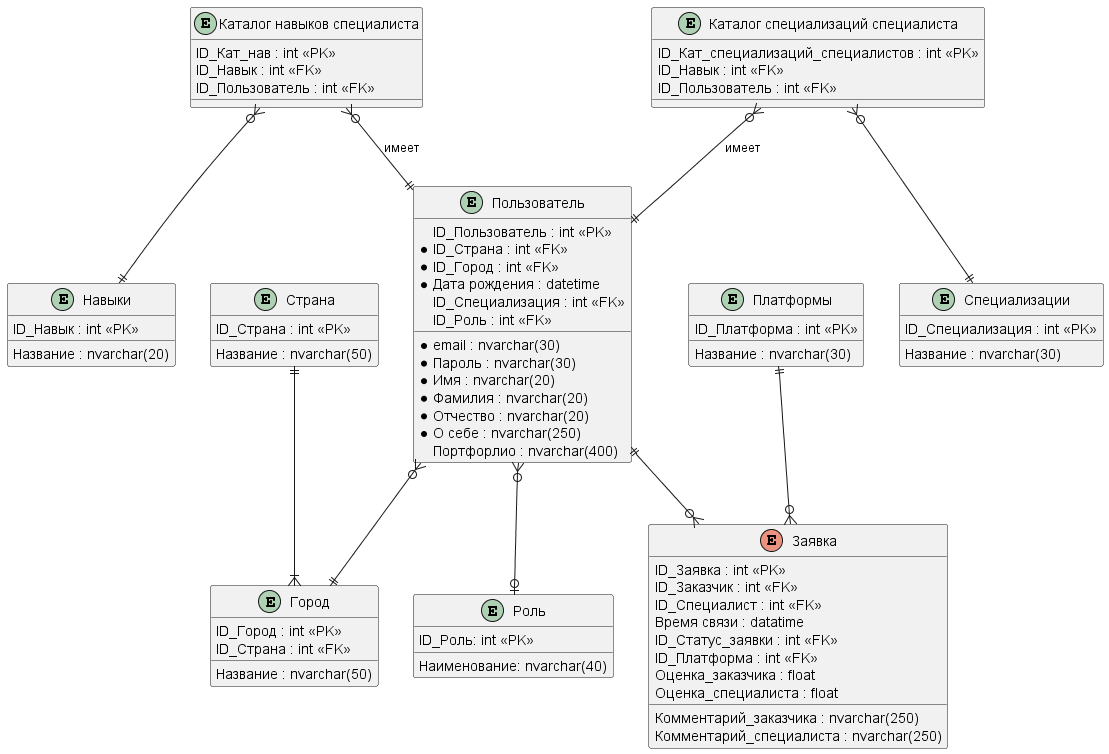 E Каталог навыков специалиста
ID_Кат_нав : int «PK»
ID_Навык : int «FK»
ID_Пользователь : int «FK»
E Каталог специализаций специалиста
ID_Кат_специализаций_специалистов : int «PK»
ID_Навык : int «FK»
ID_Пользователь : int «FK»
имеет
имеет
E Пользователь
ID_Пользователь : int «PK»
ID_Страна : int «FK»
ID_Город : int «FK»
Дата рождения : datetime
ID_Специализация : int «FK»
ID_Роль : int «FK»
email : nvarchar(30)
Пароль : nvarchar(30)
Имя : nvarchar(20)
Фамилия : nvarchar(20)
Отчество : nvarchar(20)
О себе : nvarchar(250)
Портфорлио : nvarchar(400)
E Навыки
ID_Навык : int «PK»
Название : nvarchar(20)
E Страна
ID_Страна : int «PK»
Название : nvarchar(50)
E Платформы
ID_Платформа : int «PK»
Название : nvarchar(30)
E Специализации
ID_Специализация : int «PK»
Название : nvarchar(30)
E Город
ID_Город : int «PK»
ID_Страна : int «FK»
Название : nvarchar(50)
E Роль
ID_Роль: int «PK»
Наименование: nvarchar(40)
E Заявка
ID_Заявка : int «PK»
ID_Заказчик : int «FK»
ID_Специалист : int «FK»
Время связи : datatime
ID_Статус_заявки : int «FK»
ID_Платформа : int «FK»
Оценка_заказчика : float
Оценка_специалиста : float
Комментарий_заказчика : nvarchar(250)
Комментарий_специалиста : nvarchar(250)